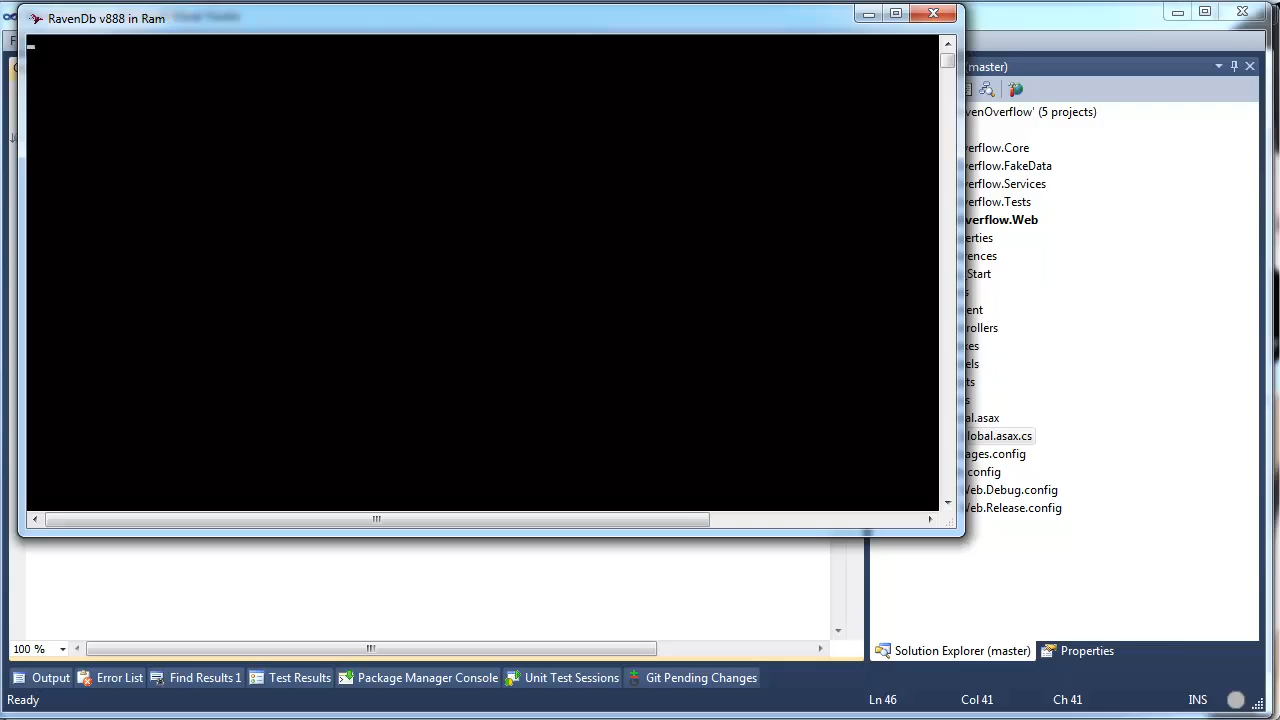 RavenDb v888 in Ram
(master)
venOverflow' (5 projects)
erflow.Core
erflow.FakeData
erflow.Services
erflow.Tests
verflow.Web
erties
rences
Start
s
ent
rollers
xes
els
ts
s
al.asax
lobal.asax.cs
ages.config
.config
Web.Debug.config
Web.Release.config
100 %
Solution Explorer (master)
Properties
Output
Error List
Find Results 1
Test Results
Package Manager Console
Unit Test Sessions
Git Pending Changes
Ready
Ln 46
Col 41
Ch 41
INS